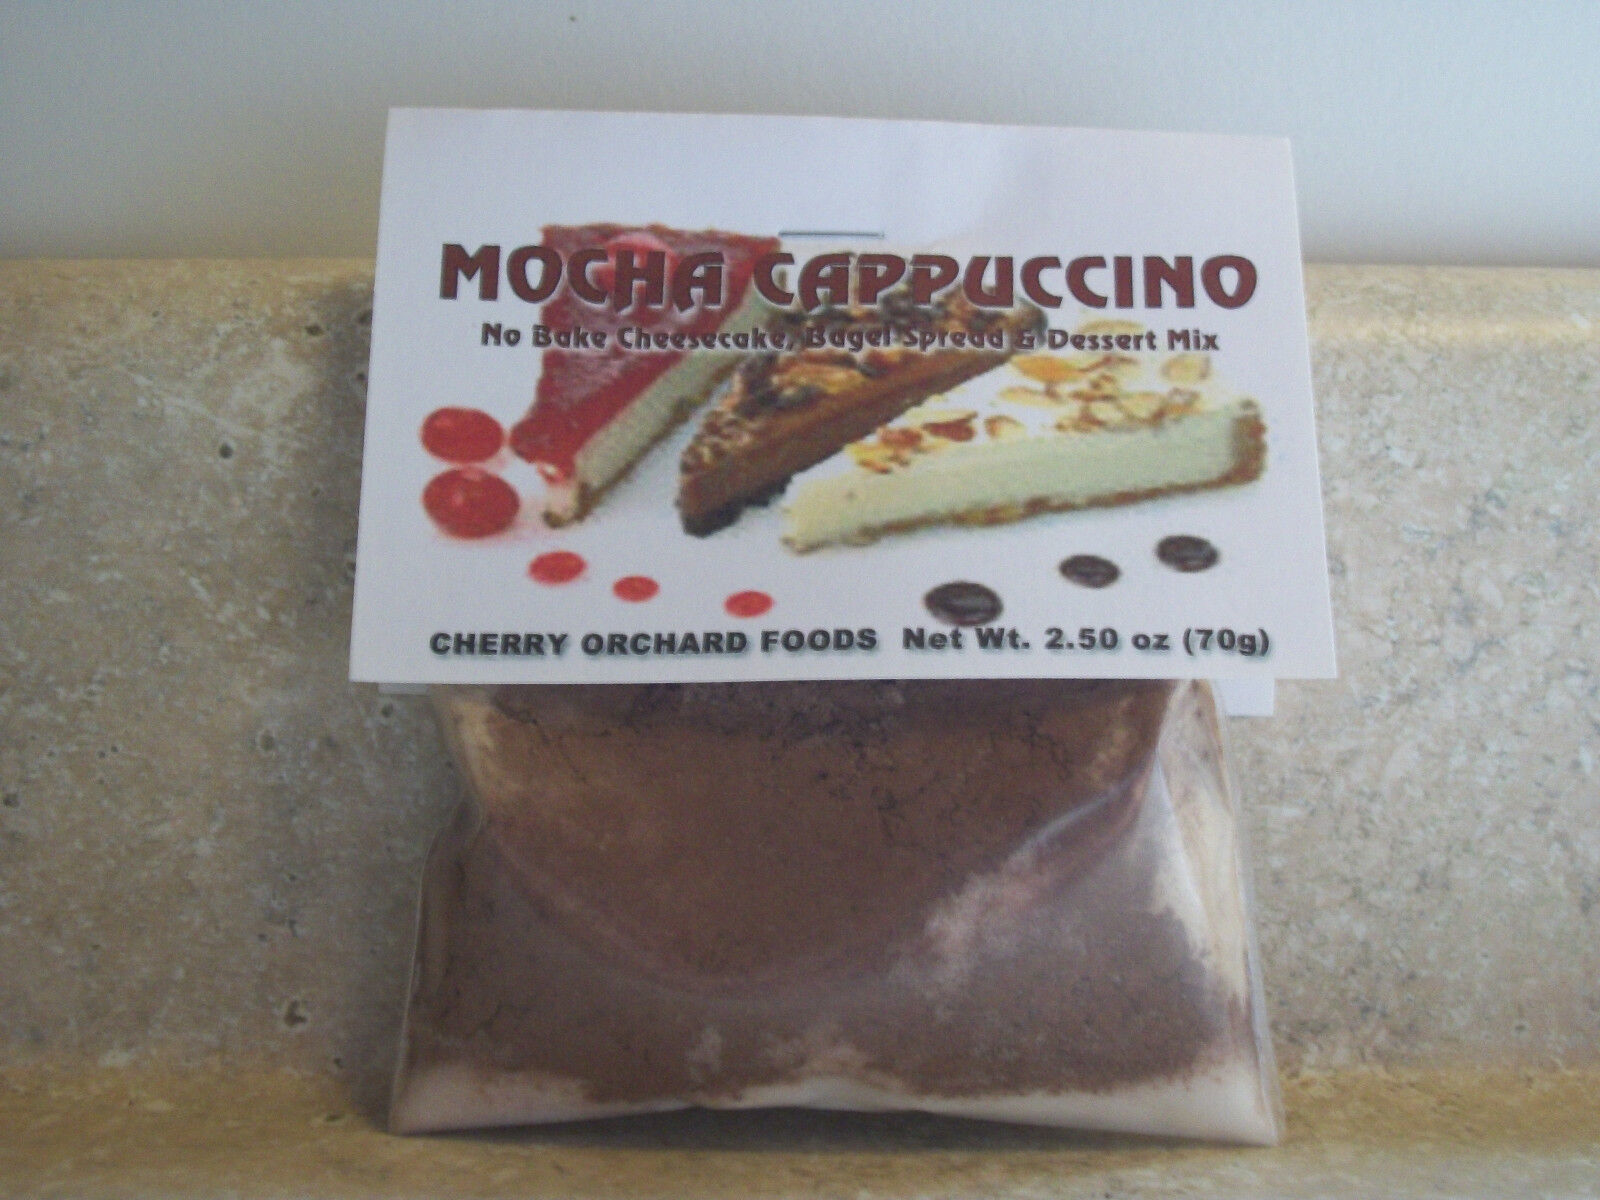 MOCHA CAPPUCCINO
No Bake Cheesecake, Bagel Spread & Dessert Mix
CHERRY ORCHARD FOODS Net Wt. 2.50 oz (70g)